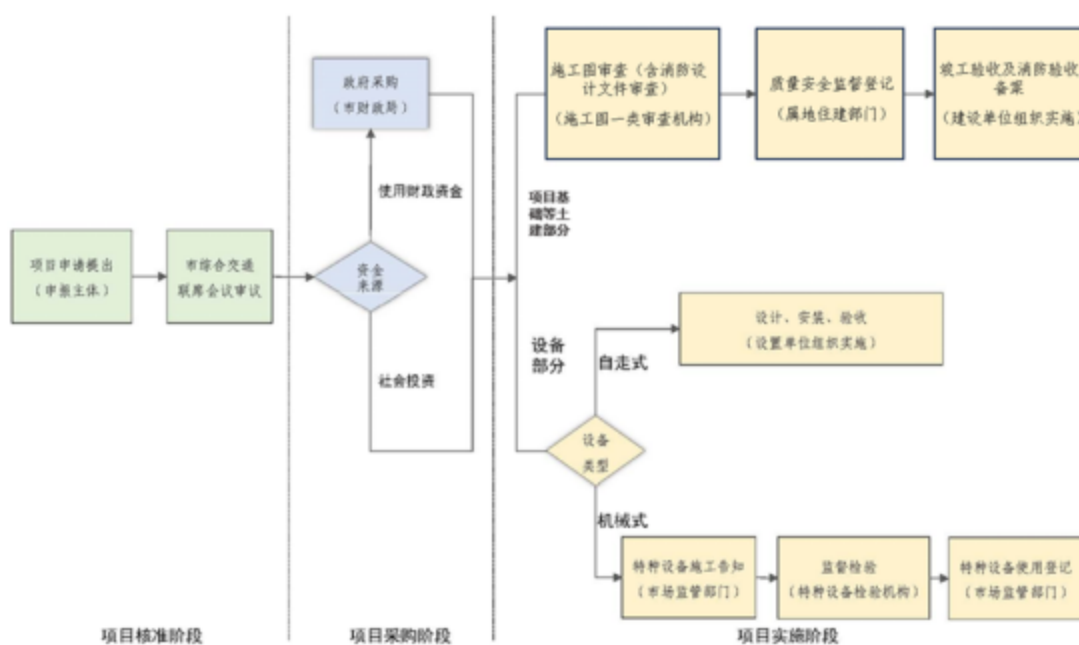 项目申请提出
（申报主体）
市综合交通
联席会议审议
政府采购
（市财政局）
使用财政资金
资金
来源
社会投资
施工图审查（含消防设
计文件审查）
（施工图一类审查机构）
质量安全监督登记
（属地住建部门）
竣工验收及消防验收
备案
（建设单位组织实施）
项目基
础等土
建部分
设备
部分
自走式
设计、安装、验收
（设置单位组织实施）
设备
类型
机械式
特种设备施工告知
（市场监管部门）
监督检验
（特种设备检验机构）
特种设备使用登记
（市场监管部门）
项目核准阶段
项目采购阶段
项目实施阶段